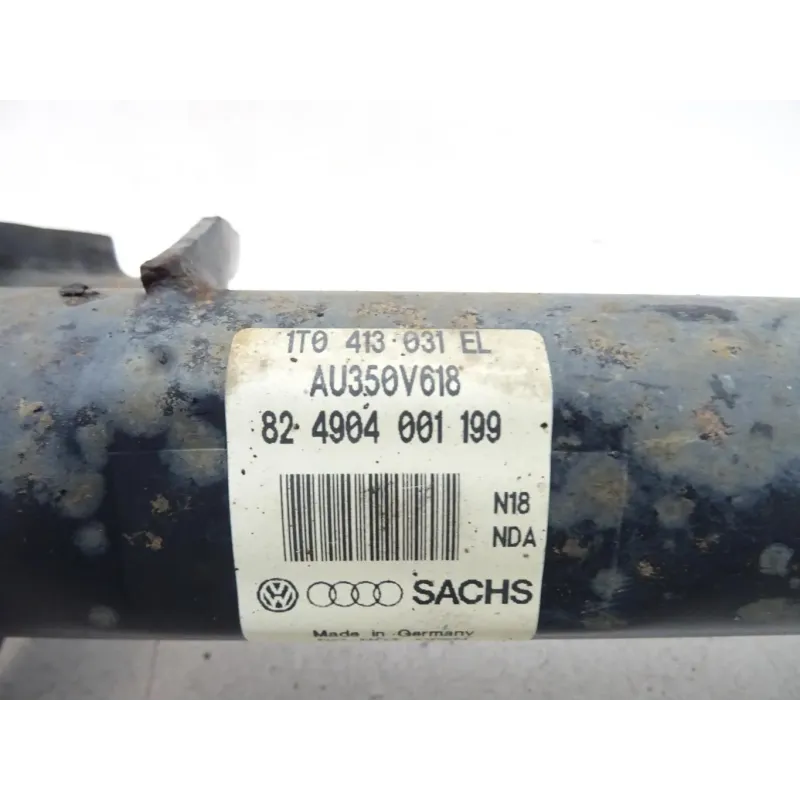 1T0 413 031 EL
AU350V618
82 4904 001 199
N18
NDA
SACHS
Made in Germany